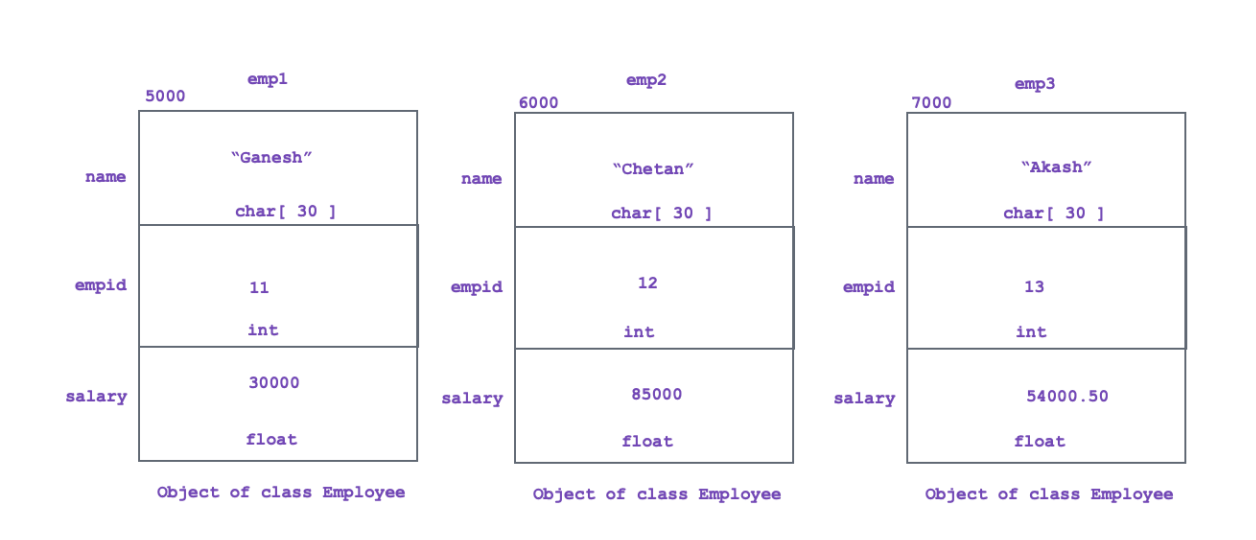 emp1
5000
name
“Ganesh”
char[ 30 ]
empid
11
int
salary
30000
float
Object of class Employee
emp2
6000
name
“Chetan”
char[ 30 ]
empid
12
int
salary
85000
float
Object of class Employee
emp3
7000
name
“Akash”
char[ 30 ]
empid
13
int
salary
54000.50
float
Object of class Employee